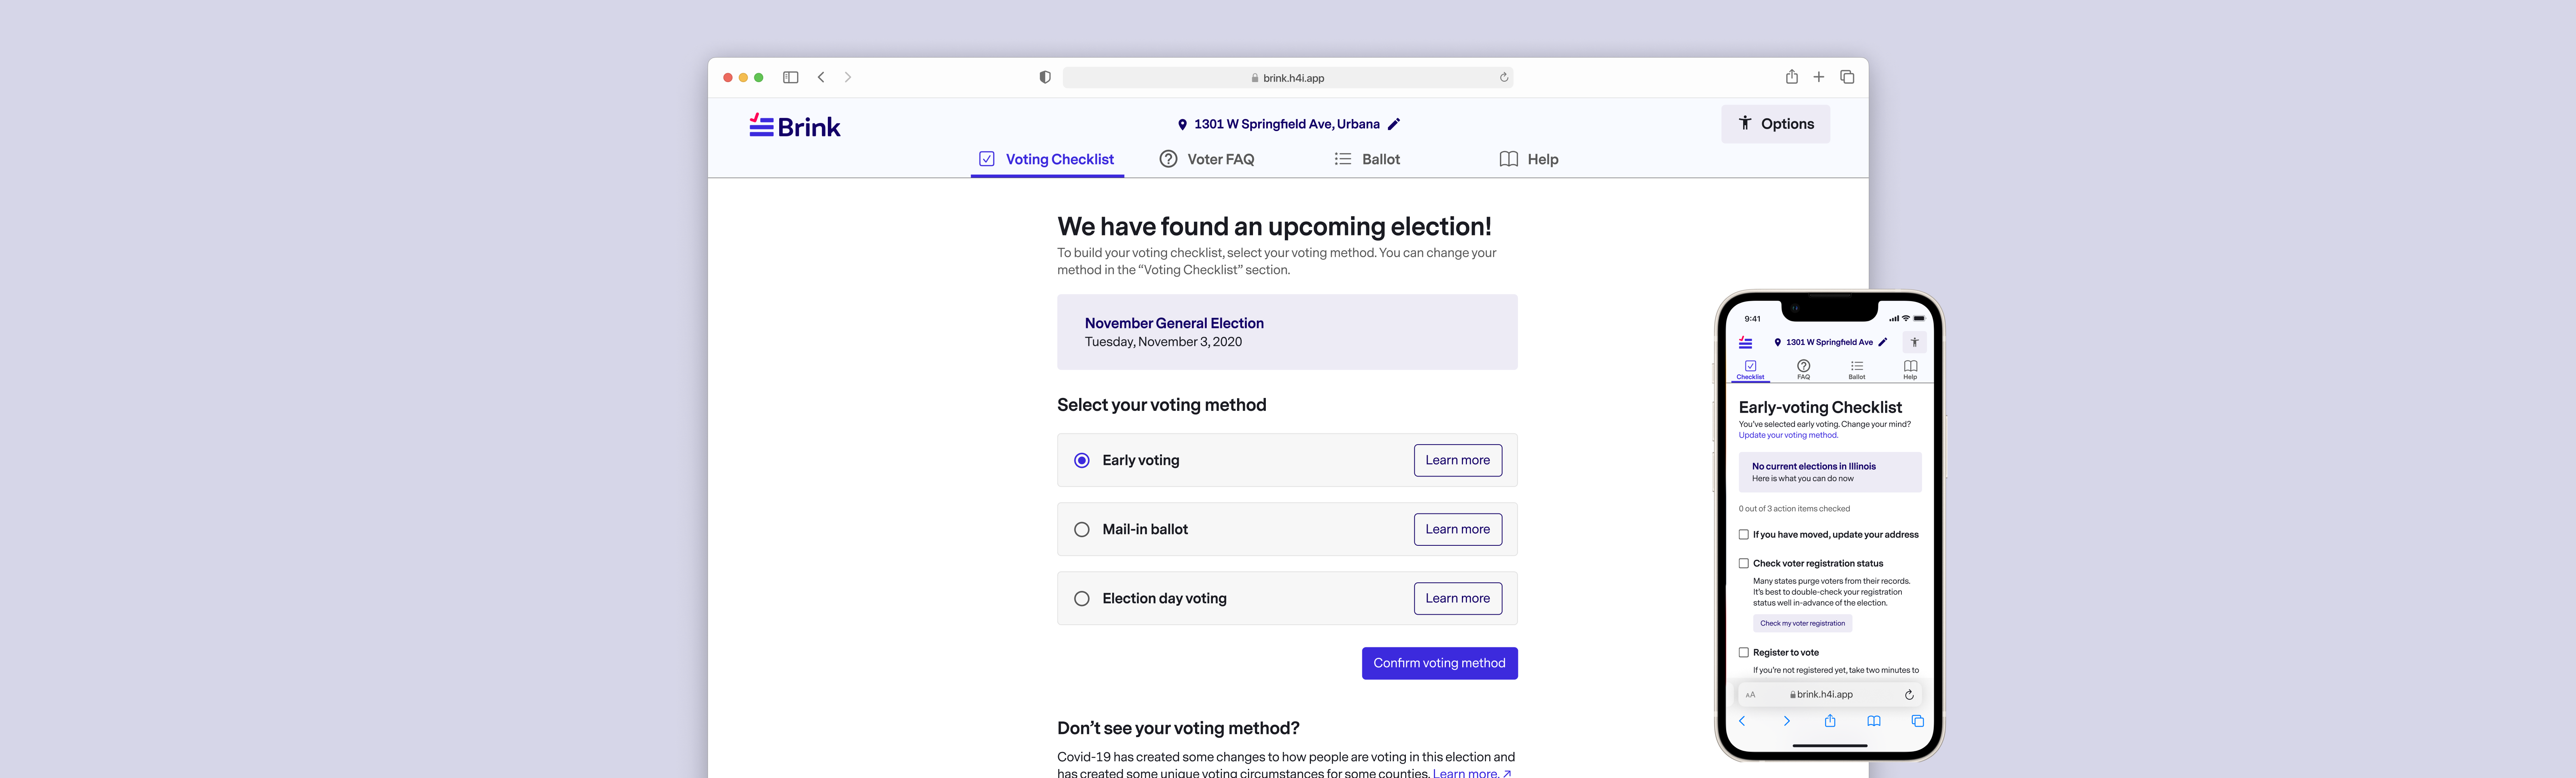 brink.h4i.app
Brink
1301 W Springfield Ave, Urbana
Options
Voting Checklist
Voter FAQ
Ballot
Help
We have found an upcoming election!
To build your voting checklist, select your voting method. You can change your
method in the “Voting Checklist” section.
November General Election
Tuesday, November 3, 2020
Select your voting method
Early voting
Learn more
Mail-in ballot
Learn more
Election day voting
Learn more
Confirm voting method
Don’t see your voting method?
Covid-19 has created some changes to how people are voting in this election and
has created some unique voting circumstances for some counties. Learn more.
9:41
1301 W Springfield Ave
Checklist
FAQ
Ballot
Help
Early-voting Checklist
You’ve selected early voting. Change your mind?
Update your voting method.
No current elections in Illinois
Here is what you can do now
0 out of 3 action items checked
If you have moved, update your address
Check voter registration status
Many states purge voters from their records.
It’s best to double-check your registration
status well in-advance of the election.
Check my voter registration
Register to vote
If you’re not registered yet, take two minutes to
AA
brink.h4i.app